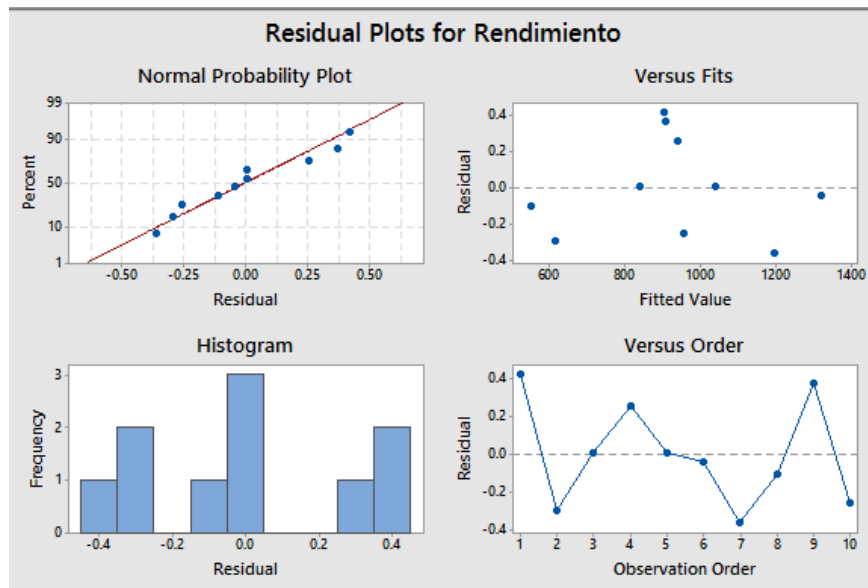 Residual Plots for Rendimiento
Normal Probability Plot
99
90
50
10
1
Percent
-0.50 -0.25 0.00 0.25 0.50
Residual
Versus Fits
0.4
0.2
0.0
-0.2
-0.4
Residual
600 800 1000 1200 1400
Fitted Value
Histogram
3
2
1
0
Frequency
-0.4 -0.2 0.0 0.2 0.4
Residual
Versus Order
0.4
0.2
0.0
-0.2
-0.4
Residual
1 2 3 4 5 6 7 8 9 10
Observation Order